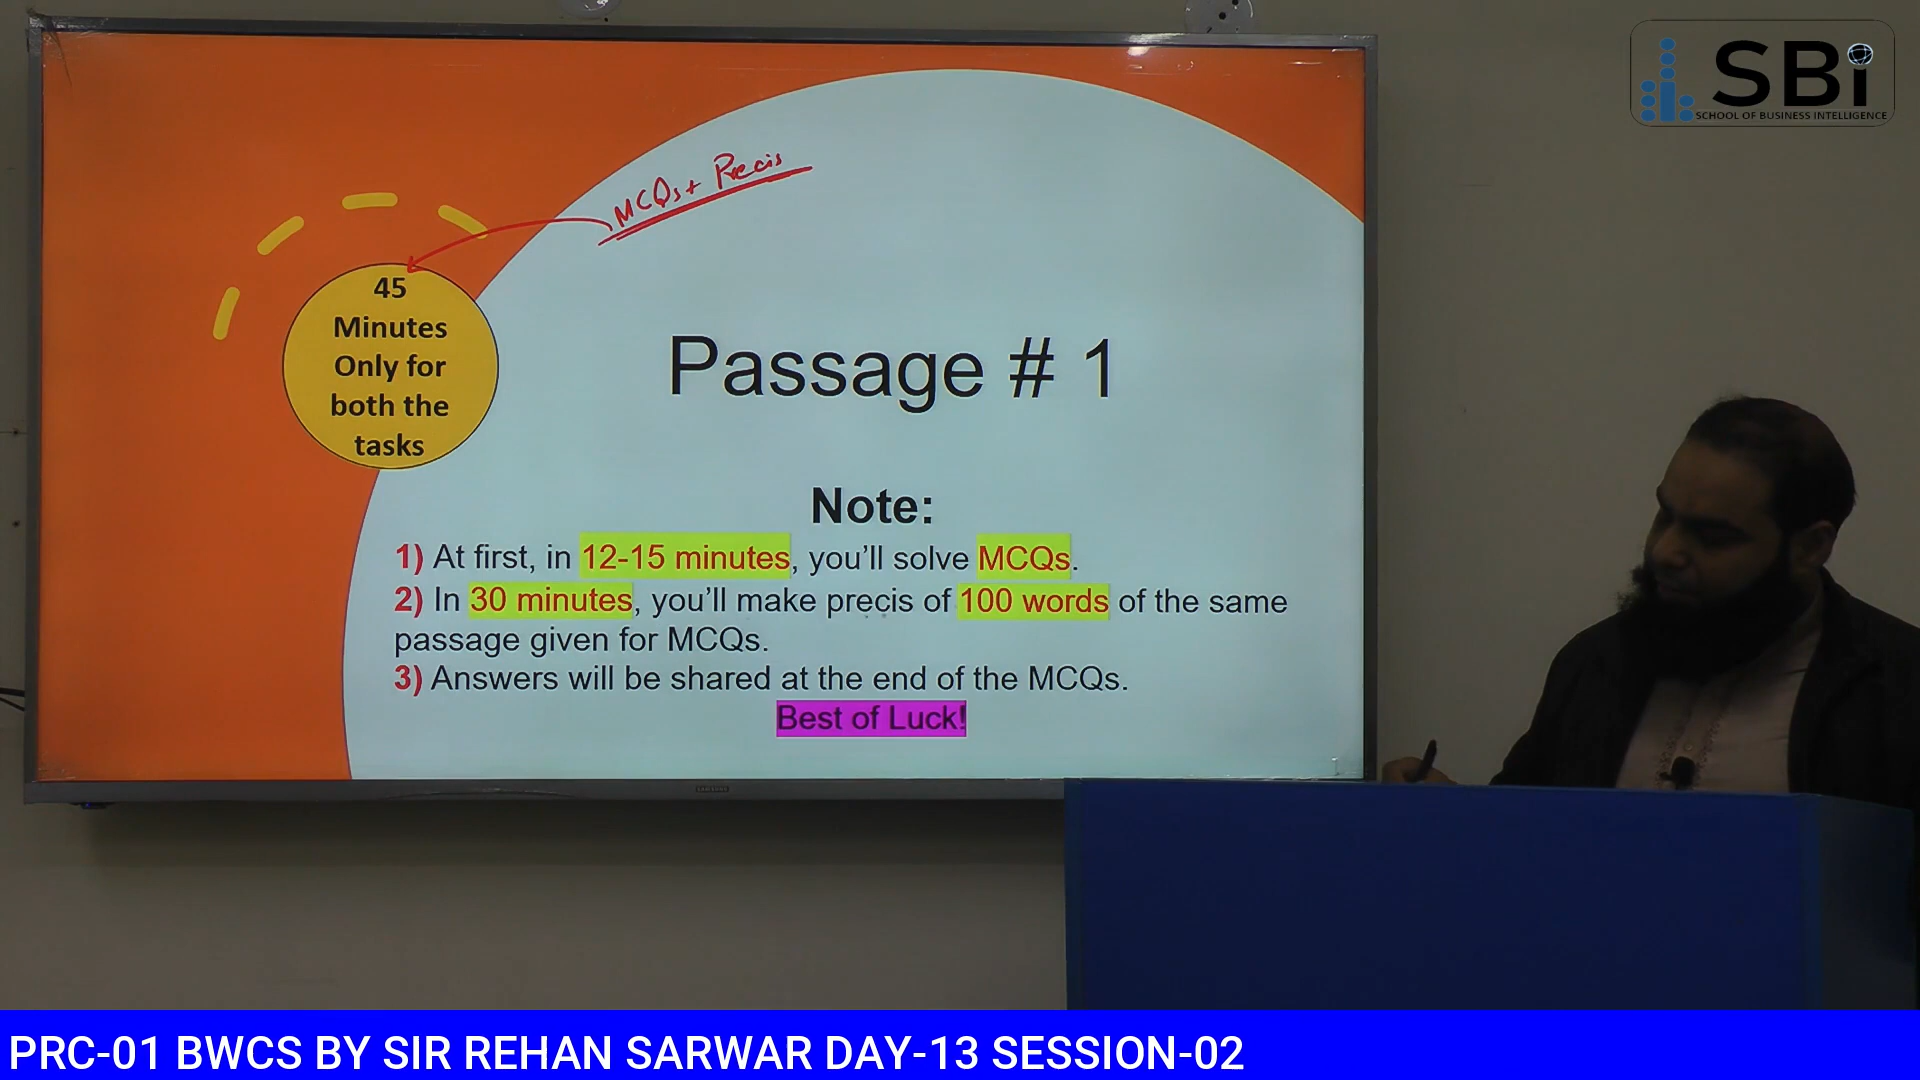 SBi
SCHOOL OF BUSINESS INTELLIGENCE
MCQs+ Precis
45
Minutes
Only for
both the
tasks
Passage # 1
Note:
1) At first, in 12-15 minutes, you'll solve MCQs.
2) In 30 minutes, you'll make precis of 100 words of the same
passage given for MCQs.
3) Answers will be shared at the end of the MCQs.
Best of Luck!
SAMSUNG
PRC-01 BWCS BY SIR REHAN SARWAR DAY-13 SESSION-02